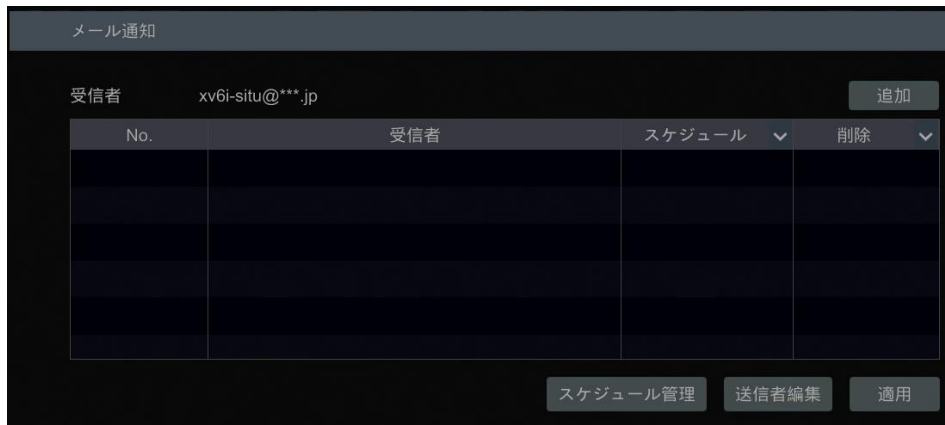 メール通知
受信者 xv6i-situ@***.jp 追加
No. 受信者 スケジュール 削除
スケジュール管理 送信者編集 適用